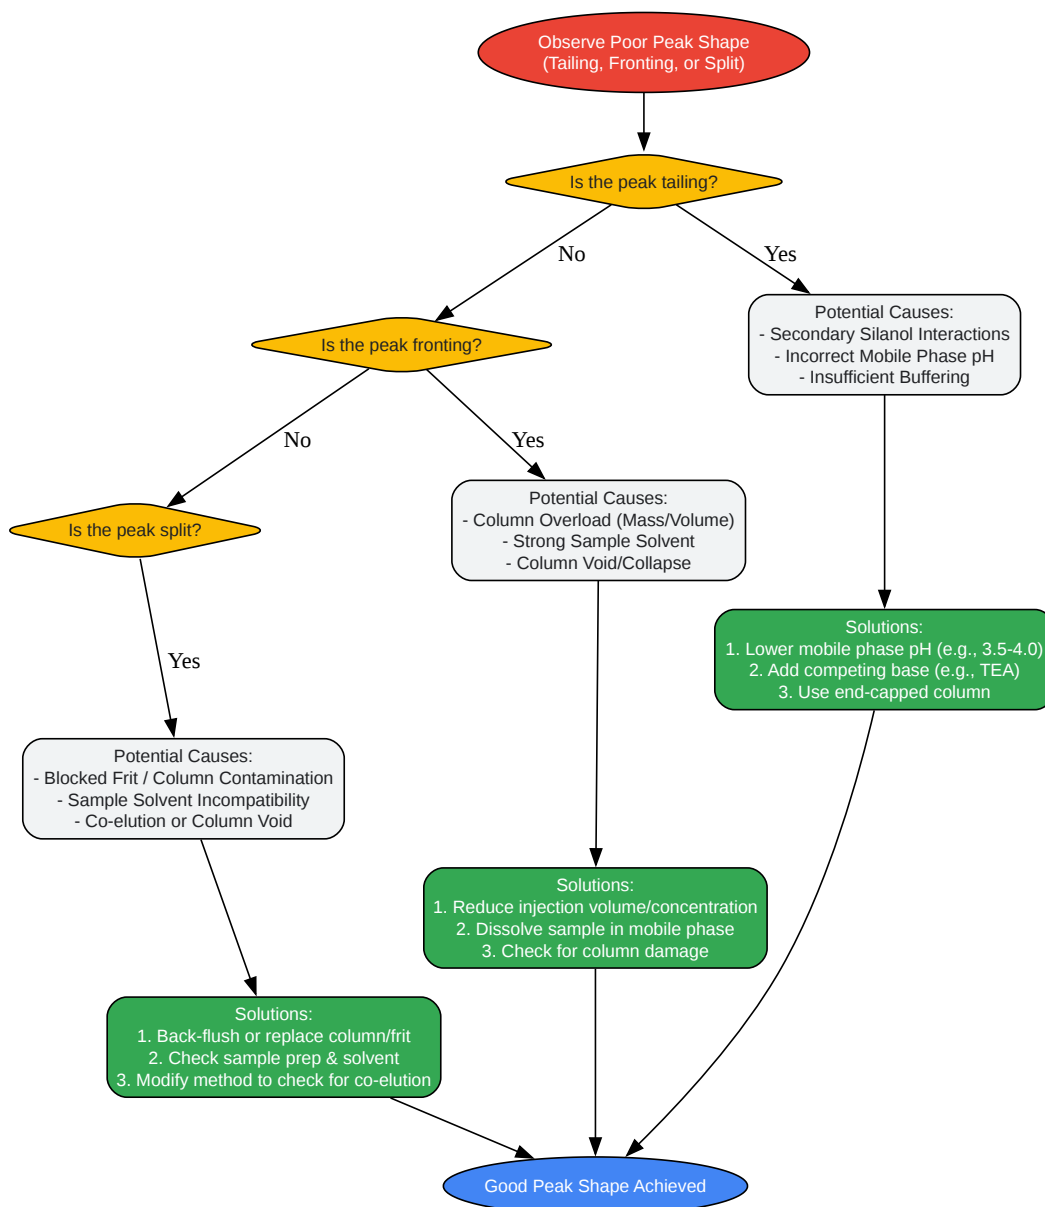 Observe Poor Peak Shape
(Tailing, Fronting, or Split)
Is the peak tailing?
No
Yes
Potential Causes:
- Secondary Silanol Interactions
- Incorrect Mobile Phase pH
- Insufficient Buffering
Is the peak fronting?
No
Yes
Potential Causes:
- Column Overload (Mass/Volume)
- Strong Sample Solvent
- Column Void/Collapse
Is the peak split?
Yes
Solutions:
1. Lower mobile phase pH (e.g., 3.5-4.0)
2. Add competing base (e.g., TEA)
3. Use end-capped column
Potential Causes:
- Blocked Frit / Column Contamination
- Sample Solvent Incompatibility
- Co-elution or Column Void
Solutions:
1. Reduce injection volume/concentration
2. Dissolve sample in mobile phase
3. Check for column damage
Solutions:
1. Back-flush or replace column/frit
2. Check sample prep & solvent
3. Modify method to check for co-elution
Good Peak Shape Achieved